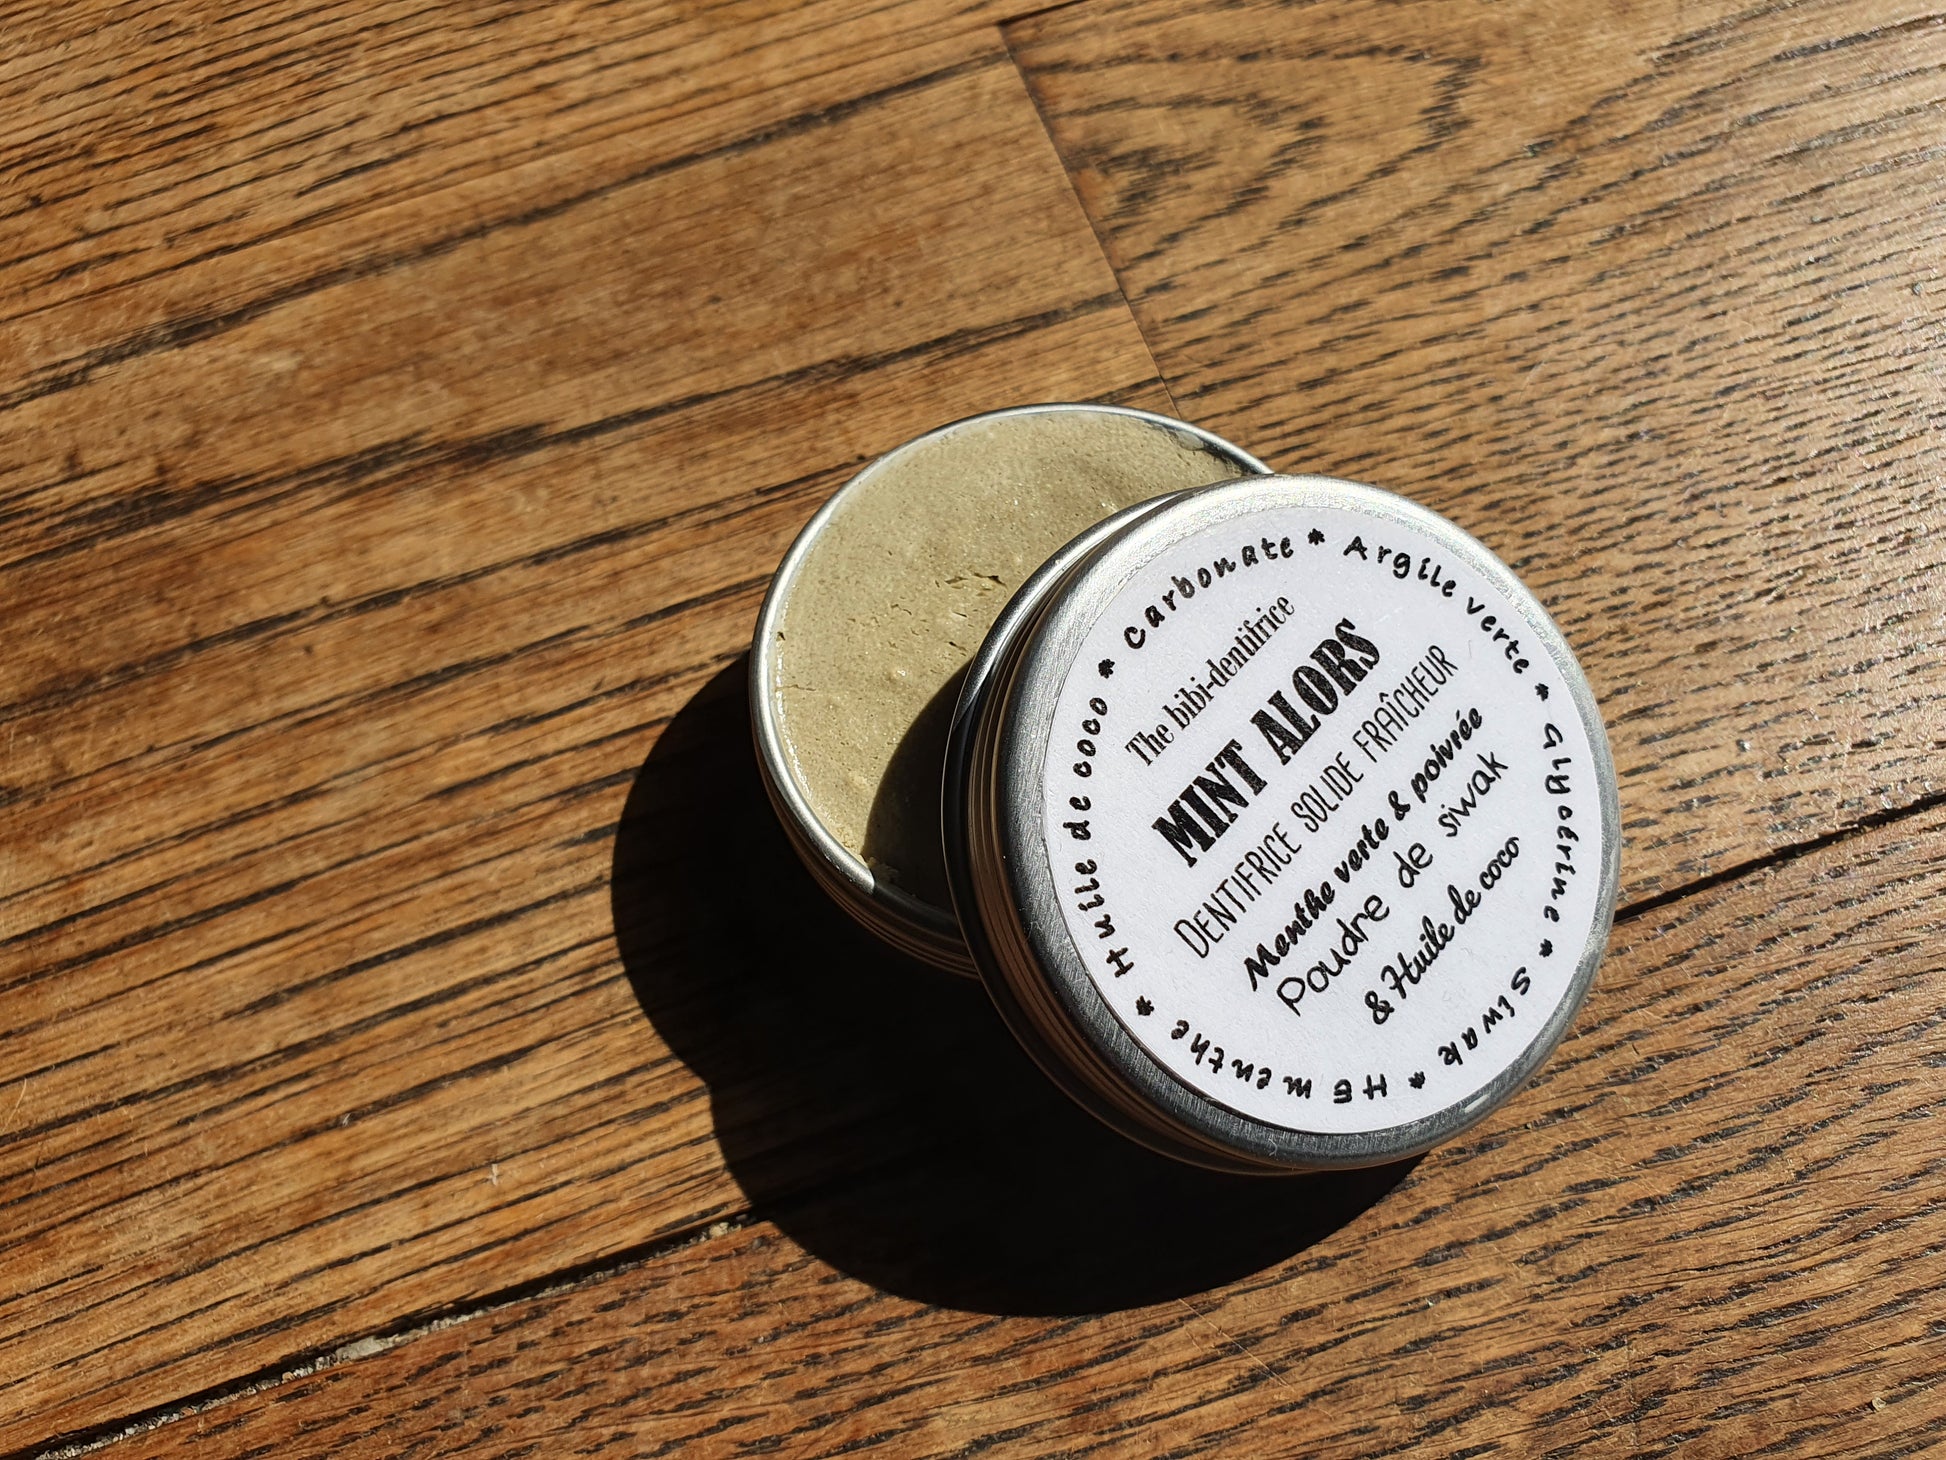 The bibi-dentifrice
MINT ALORS
DENTIFRICE SOLIDE FRAÎCHEUR
Menthe verte & poivrée
Poudre de siwak
& Huile de coco
Huile de coco * Carbonate * Argile verte * Glycérine * Siwak * HE menthe *